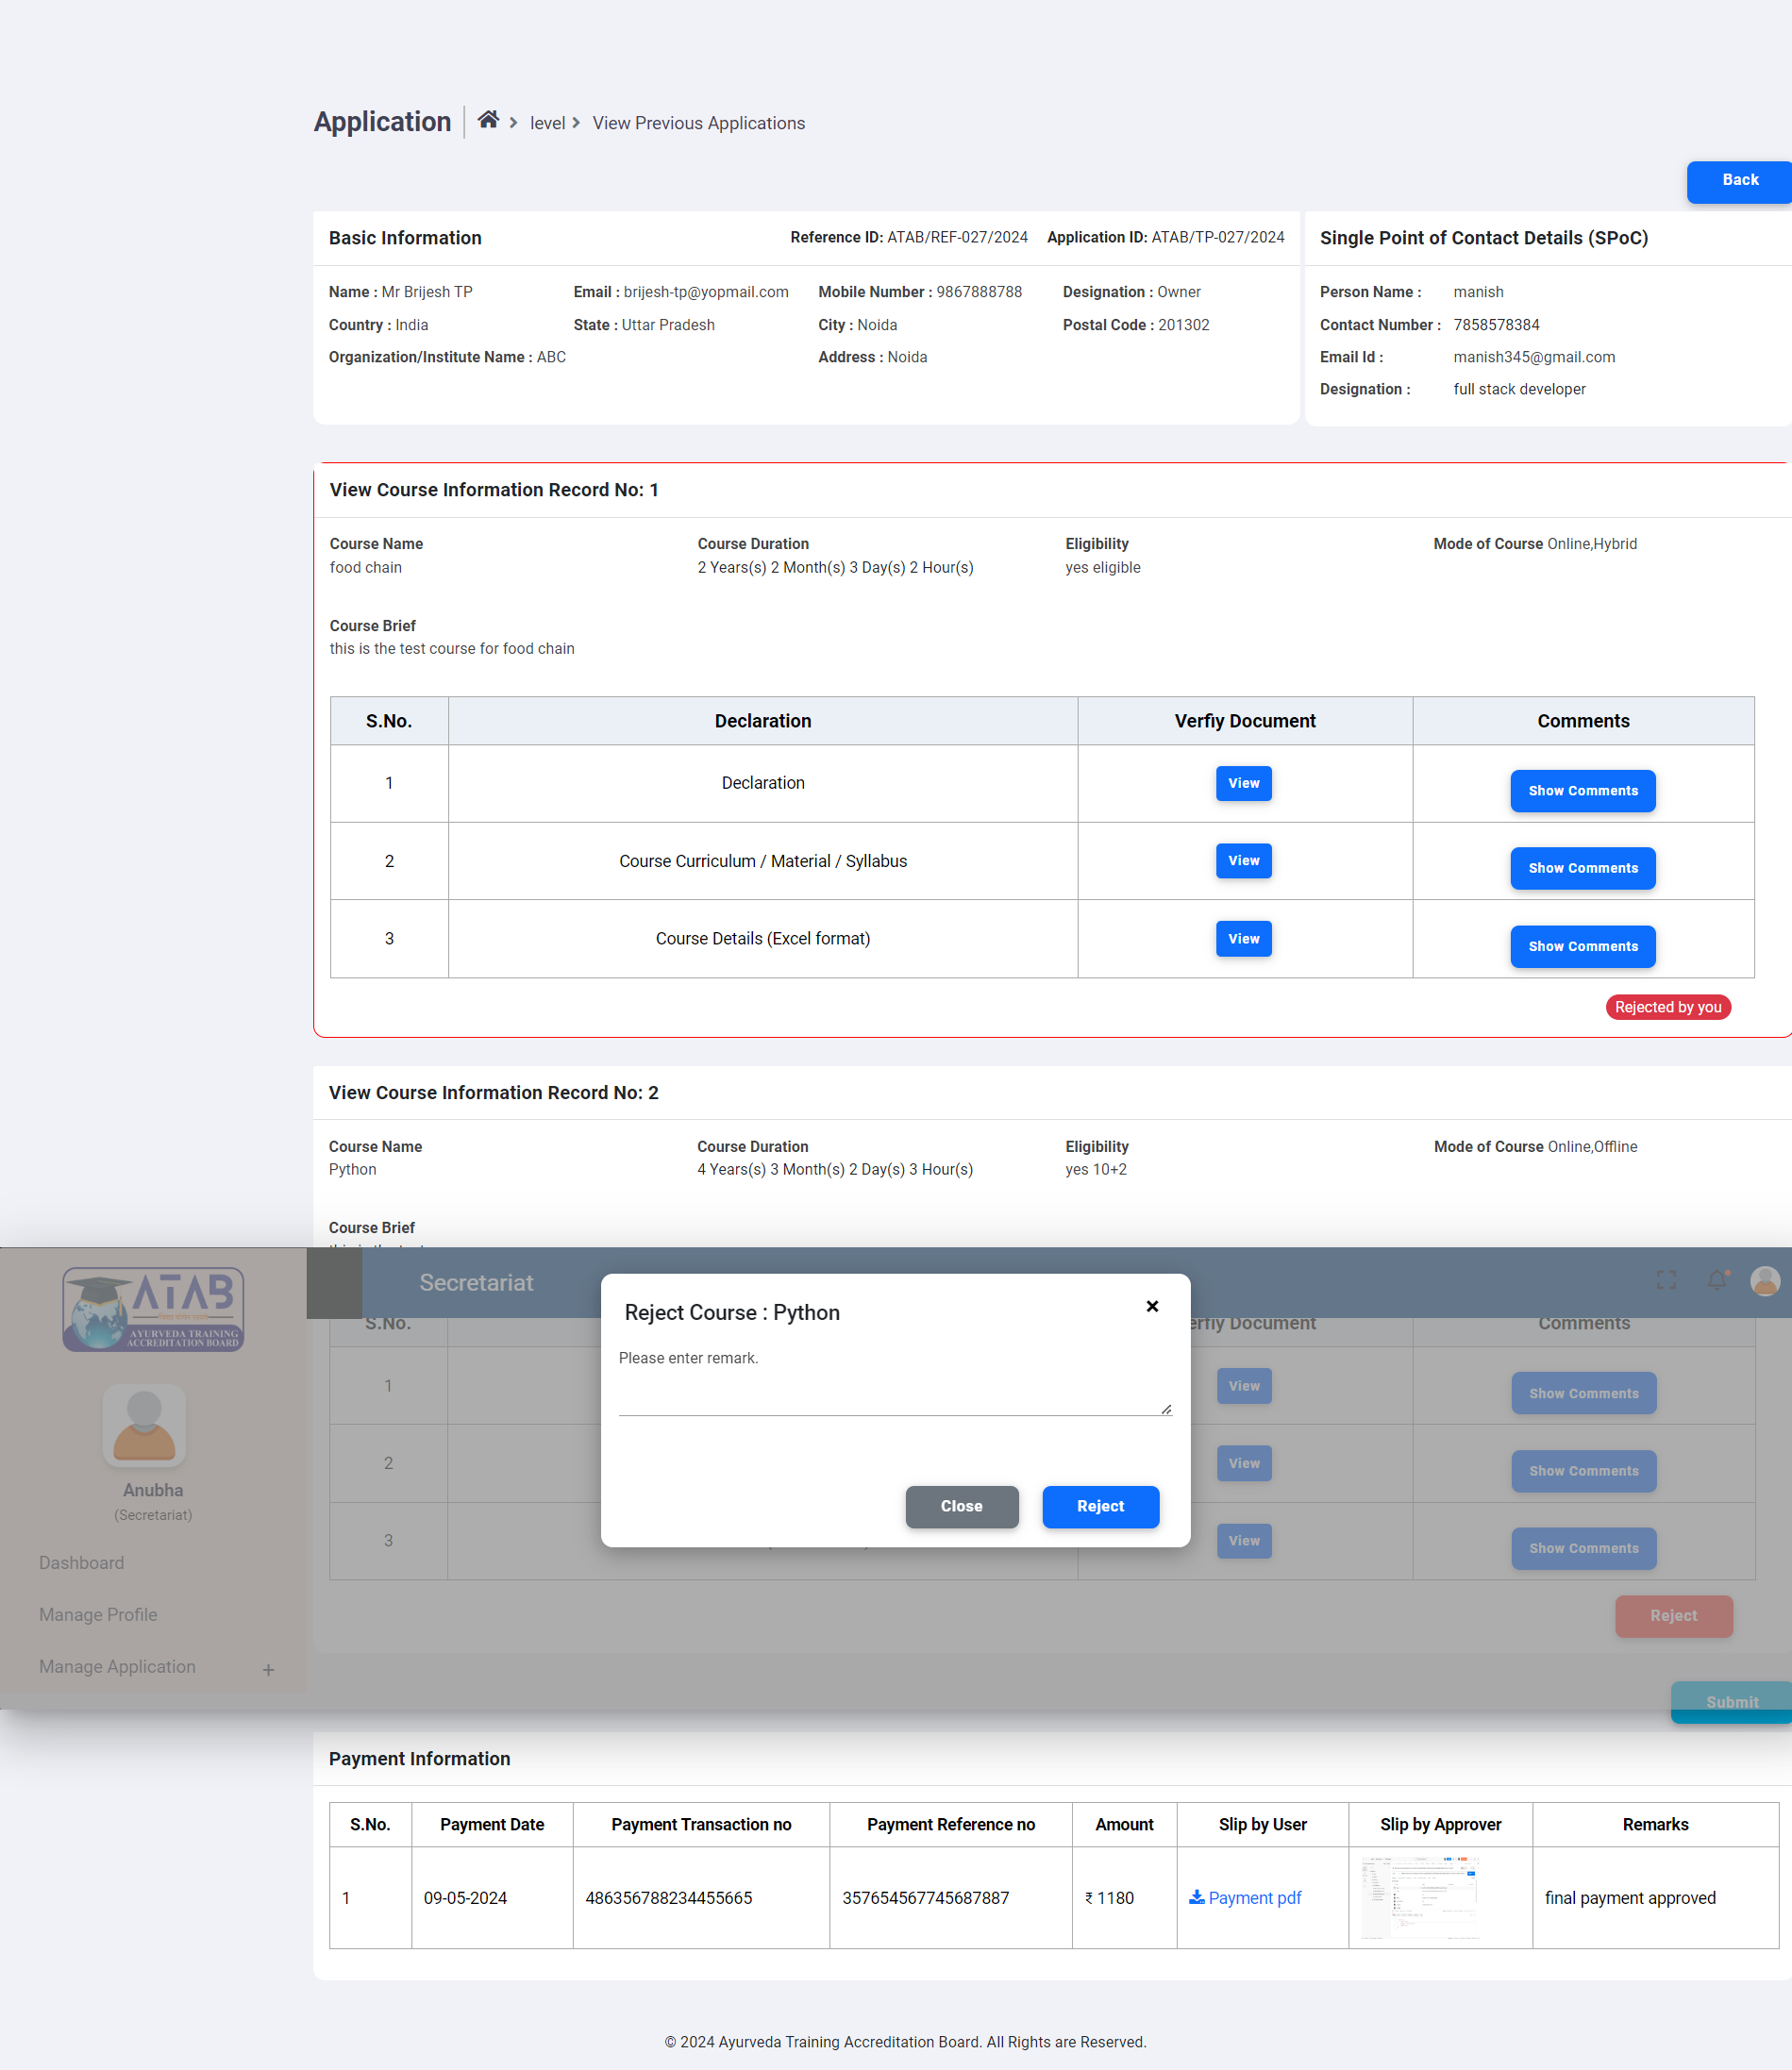 Application level View Previous Applications
Back
Basic Information Reference ID: ATAB/REF-027/2024 Application ID: ATAB/TP-027/2024
Name : Mr Brijesh TP Email : brijesh-tp@yopmail.com Mobile Number : 9867888788 Designation : Owner
Country : India State : Uttar Pradesh City : Noida Postal Code : 201302
Organization/Institute Name : ABC Address : Noida
Single Point of Contact Details (SPoC)
Person Name : manish
Contact Number : 7858578384
Email Id : manish345@gmail.com
Designation : full stack developer
View Course Information Record No: 1
Course Name Course Duration Eligibility Mode of Course Online,Hybrid
food chain 2 Years(s) 2 Month(s) 3 Day(s) 2 Hour(s) yes eligible
Course Brief
this is the test course for food chain
S.No. Declaration Verfiy Document Comments
1 Declaration View Show Comments
2 Course Curriculum / Material / Syllabus View Show Comments
3 Course Details (Excel format) View Show Comments
Rejected by you
View Course Information Record No: 2
Course Name Course Duration Eligibility Mode of Course Online,Offline
Python 4 Years(s) 3 Month(s) 2 Day(s) 3 Hour(s) yes 10+2
Course Brief
ATAB
AYURVEDA TRAINING
ACCREDITATION BOARD
Anubha
(Secretariat)
Dashboard
Manage Profile
Manage Application +
Secretariat
S.No. erfiy Document Comments
1 View Show Comments
2 View Show Comments
3 View Show Comments
Reject Course : Python ×
Please enter remark.
Close Reject
Reject
Submit
Payment Information
S.No. Payment Date Payment Transaction no Payment Reference no Amount Slip by User Slip by Approver Remarks
1 09-05-2024 486356788234455665 357654567745687887 ₹ 1180 Payment pdf final payment approved
© 2024 Ayurveda Training Accreditation Board. All Rights are Reserved.